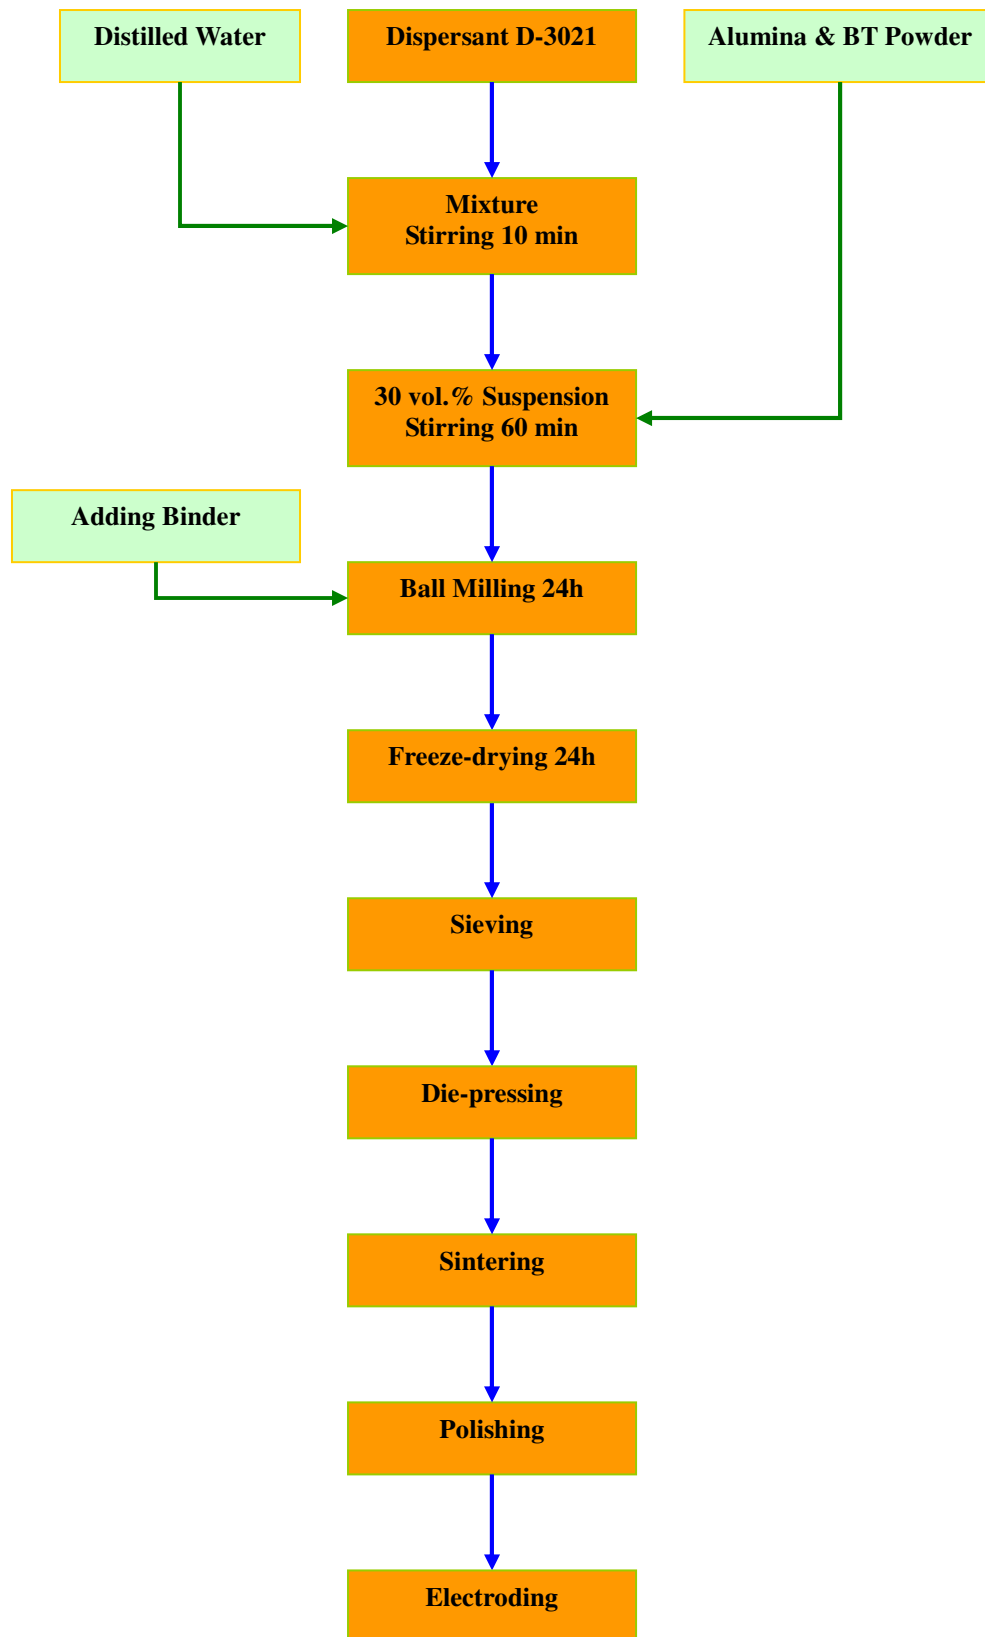 Distilled Water
Dispersant D-3021
Alumina & BT Powder
Mixture
Stirring 10 min
30 vol.% Suspension
Stirring 60 min
Adding Binder
Ball Milling 24h
Freeze-drying 24h
Sieving
Die-pressing
Sintering
Polishing
Electroding